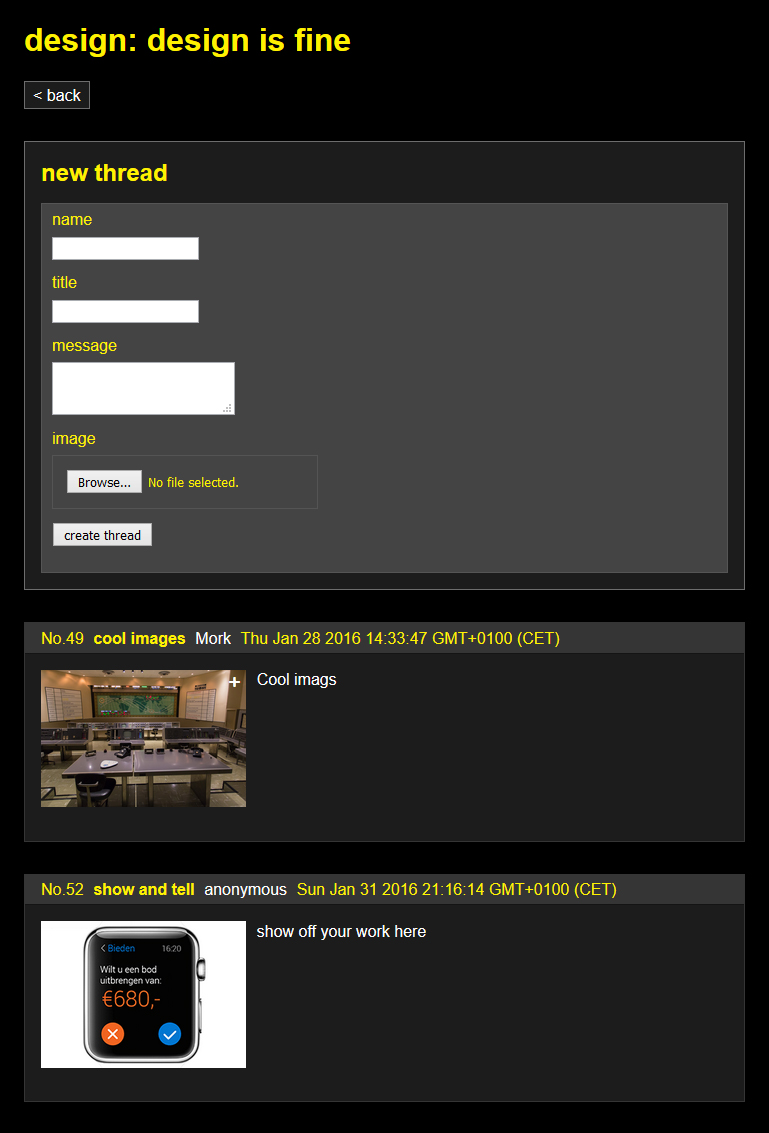 design: design is fine
< back
new thread
name
title
message
image
Browse... No file selected.
create thread
No.49 cool images Mork Thu Jan 28 2016 14:33:47 GMT+0100 (CET)
+
Cool imags
No.52 show and tell anonymous Sun Jan 31 2016 21:16:14 GMT+0100 (CET)
show off your work here
< Bieden 16:20
Wilt u een bod
uitbrengen van:
€680,-